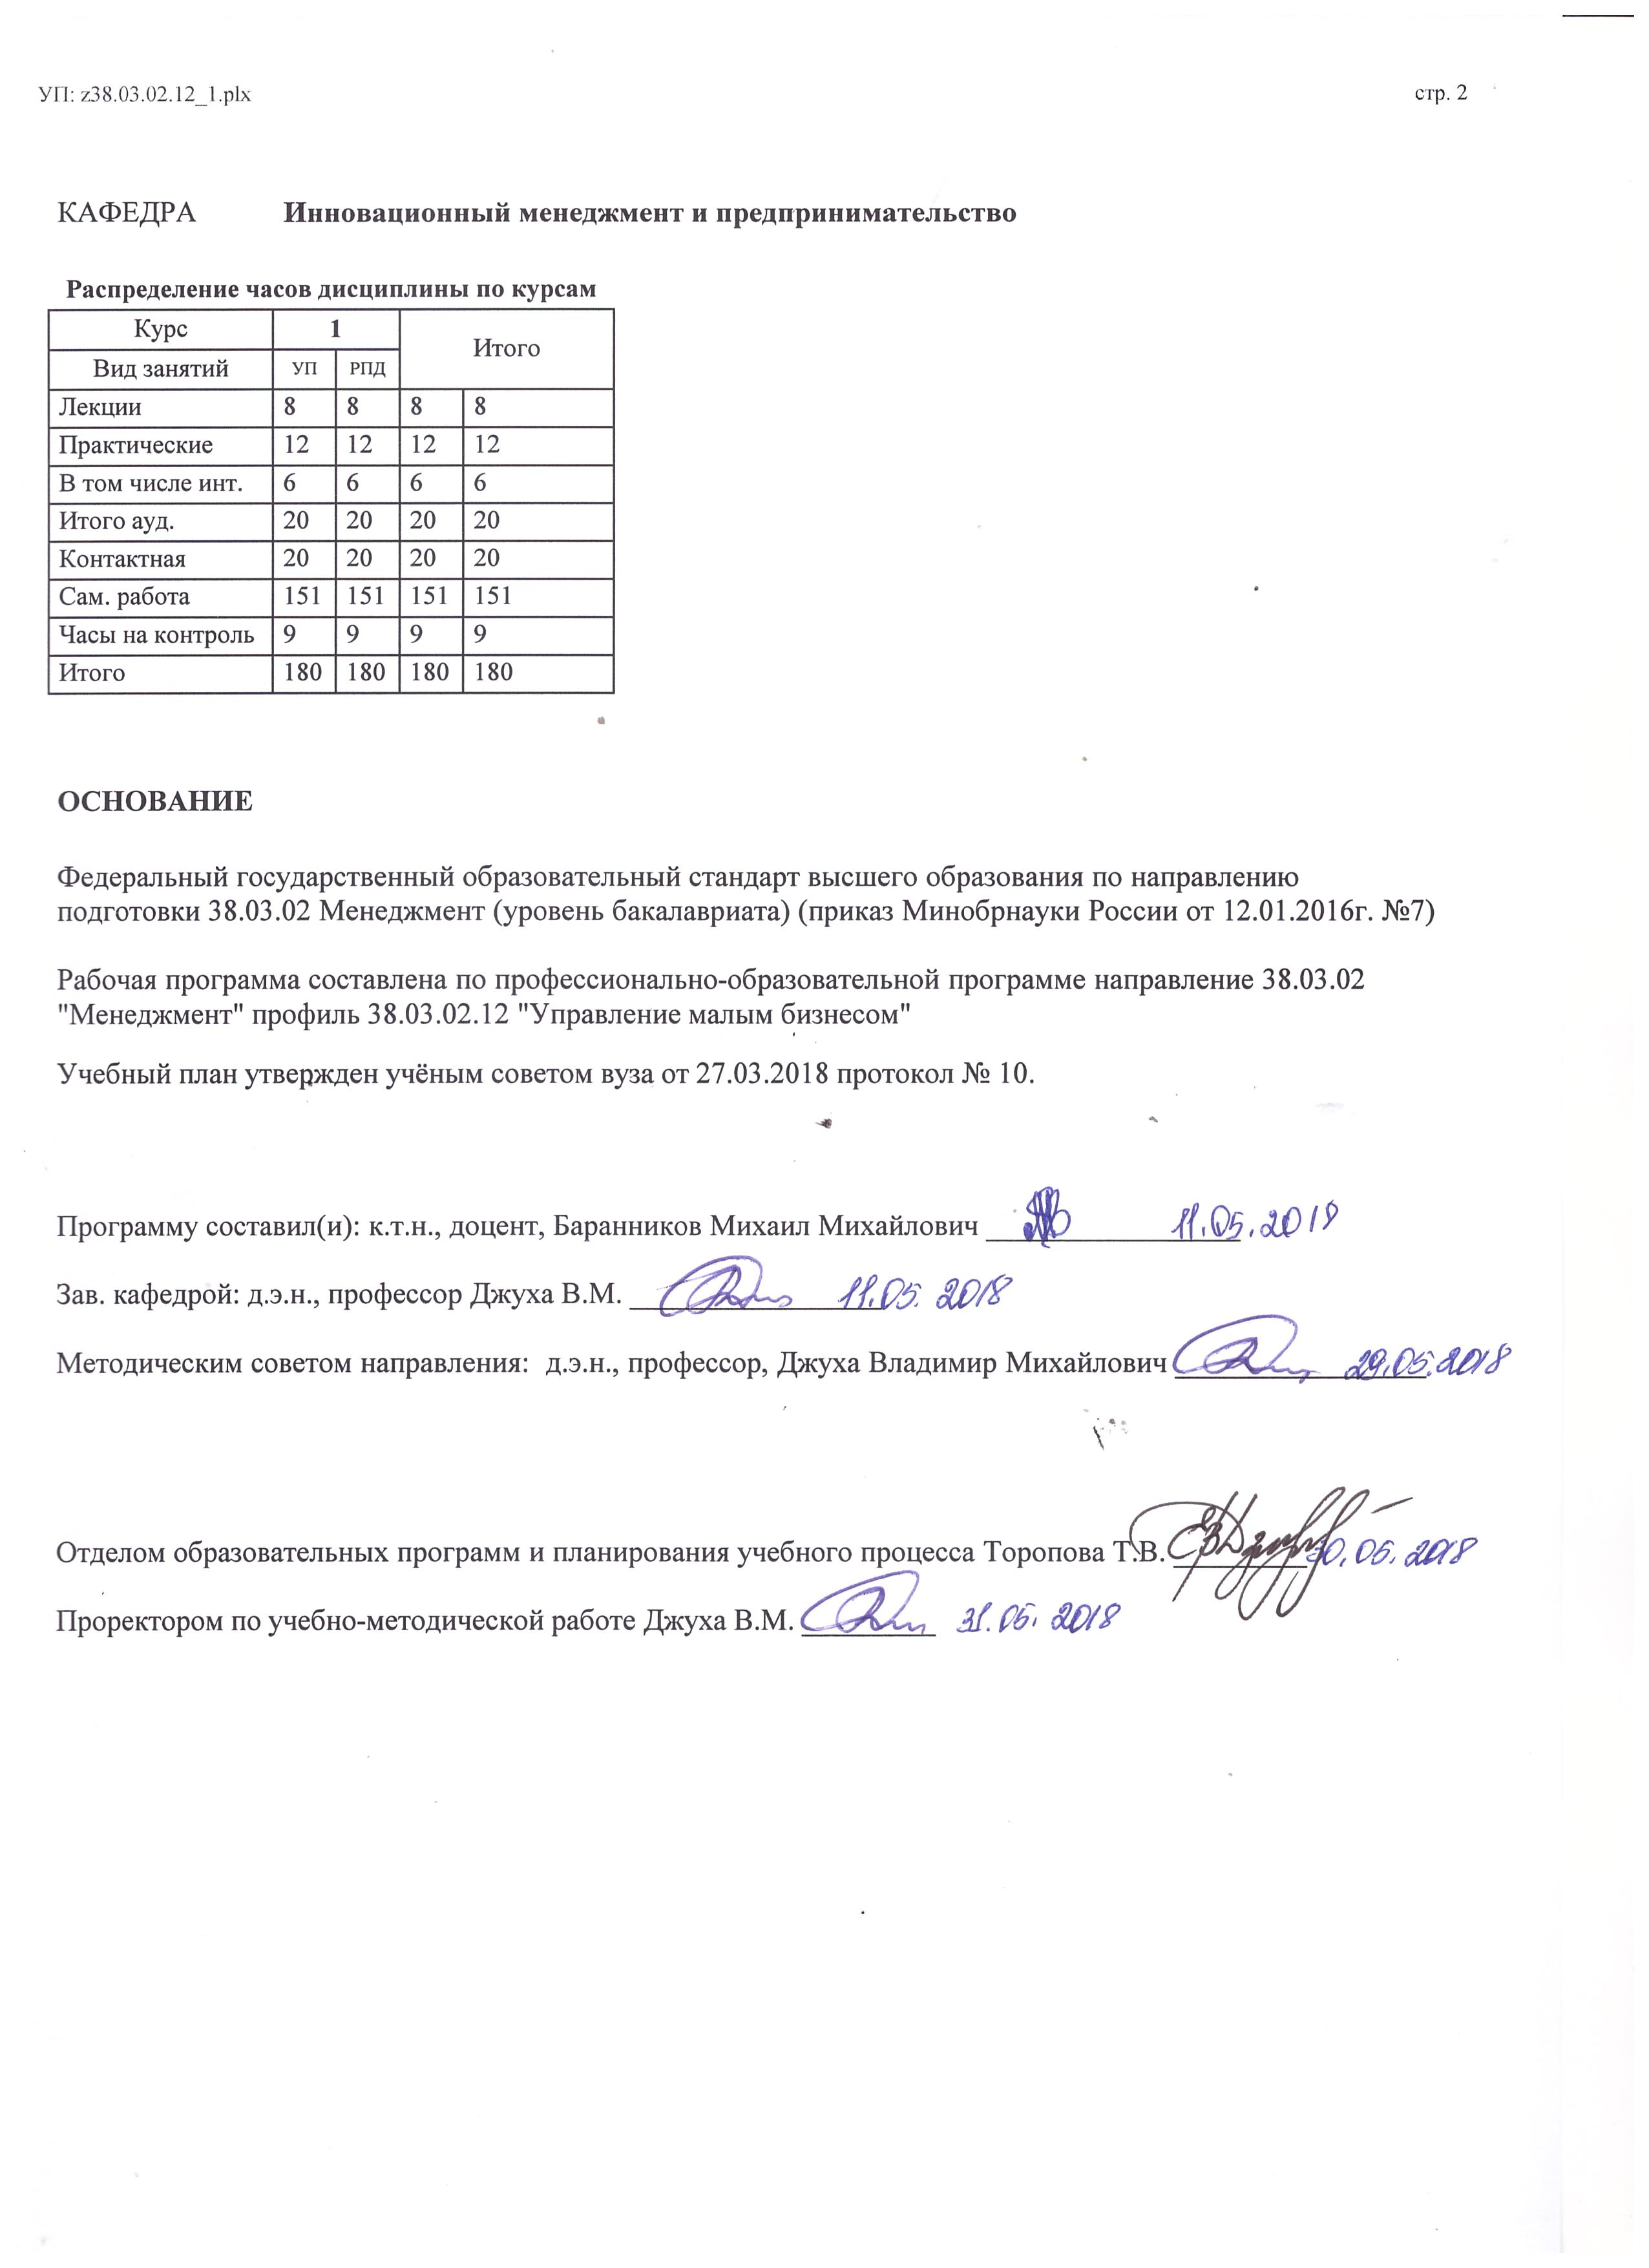 УП: z38.03.02.12_1.plx стр. 2
КАФЕДРА Инновационный менеджмент и предпринимательство
Распределение часов дисциплины по курсам
Курс 1 Итого
Вид занятий УП РПД
Лекции 8 8 8 8
Практические 12 12 12 12
В том числе инт. 6 6 6 6
Итого ауд. 20 20 20 20
Контактная 20 20 20 20
Сам. работа 151 151 151 151
Часы на контроль 9 9 9 9
Итого 180 180 180 180
ОСНОВАНИЕ
Федеральный государственный образовательный стандарт высшего образования по направлению
подготовки 38.03.02 Менеджмент (уровень бакалавриата) (приказ Минобрнауки России от 12.01.2016г. №7)
Рабочая программа составлена по профессионально-образовательной программе направление 38.03.02
"Менеджмент" профиль 38.03.02.12 "Управление малым бизнесом"
Учебный план утвержден учёным советом вуза от 27.03.2018 протокол № 10.
Программу составил(и): к.т.н., доцент, Баранников Михаил Михайлович 11.05.2018
Зав. кафедрой: д.э.н., профессор Джуха В.М. 11.05.2018
Методическим советом направления: д.э.н., профессор, Джуха Владимир Михайлович 29.05.2018
Отделом образовательных программ и планирования учебного процесса Торопова Т.В. 30.05.2018
Проректором по учебно-методической работе Джуха В.М. 31.05.2018